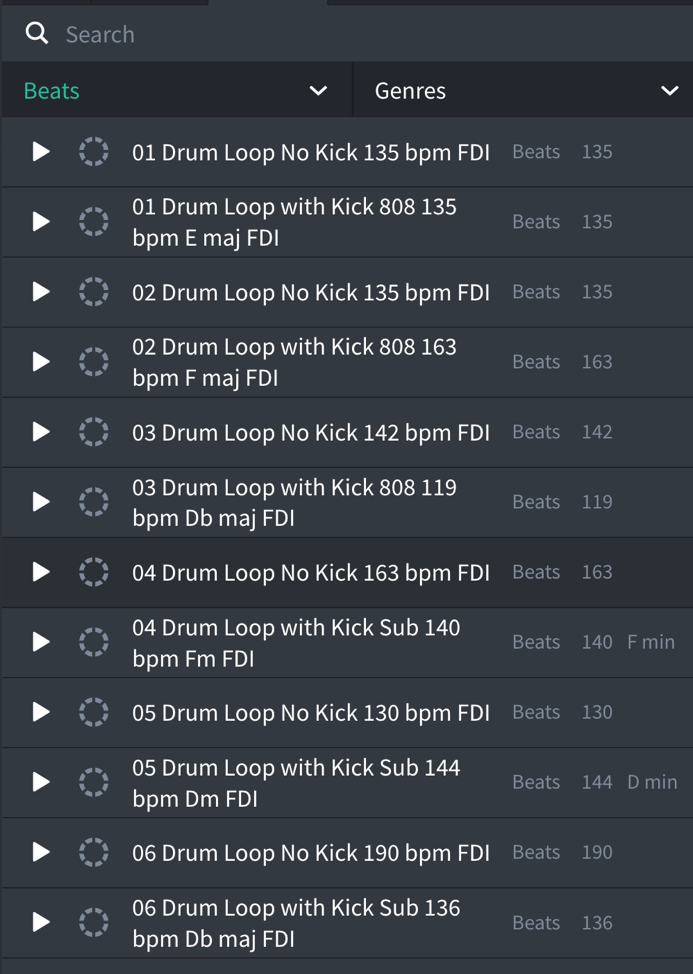 Search
Beats
Genres
01 Drum Loop No Kick 135 bpm FDI Beats 135
01 Drum Loop with Kick 808 135
bpm E maj FDI
Beats 135
02 Drum Loop No Kick 135 bpm FDI Beats 135
02 Drum Loop with Kick 808 163
bpm F maj FDI
Beats 163
03 Drum Loop No Kick 142 bpm FDI Beats 142
03 Drum Loop with Kick 808 119
bpm Db maj FDI
Beats 119
04 Drum Loop No Kick 163 bpm FDI Beats 163
04 Drum Loop with Kick Sub 140
bpm Fm FDI
Beats 140 F min
05 Drum Loop No Kick 130 bpm FDI Beats 130
05 Drum Loop with Kick Sub 144
bpm Dm FDI
Beats 144 D min
06 Drum Loop No Kick 190 bpm FDI Beats 190
06 Drum Loop with Kick Sub 136
bpm Db maj FDI
Beats 136